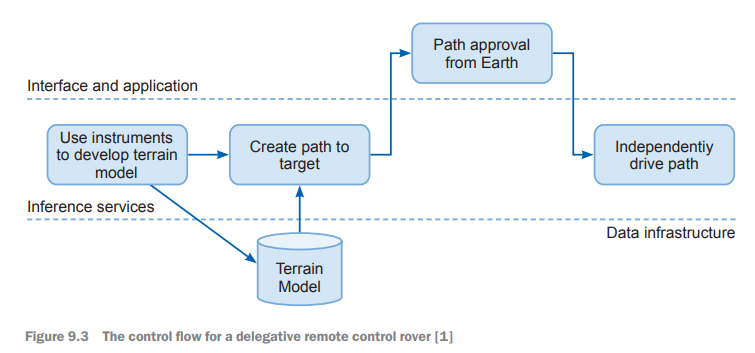 Path approval
from Earth
Interface and application
Use instruments
to develop terrain
model
Create path to
target
Independentiy
drive path
Inference services
Data infrastructure
Terrain
Model
Figure 9.3 The control flow for a delegative remote control rover [1]